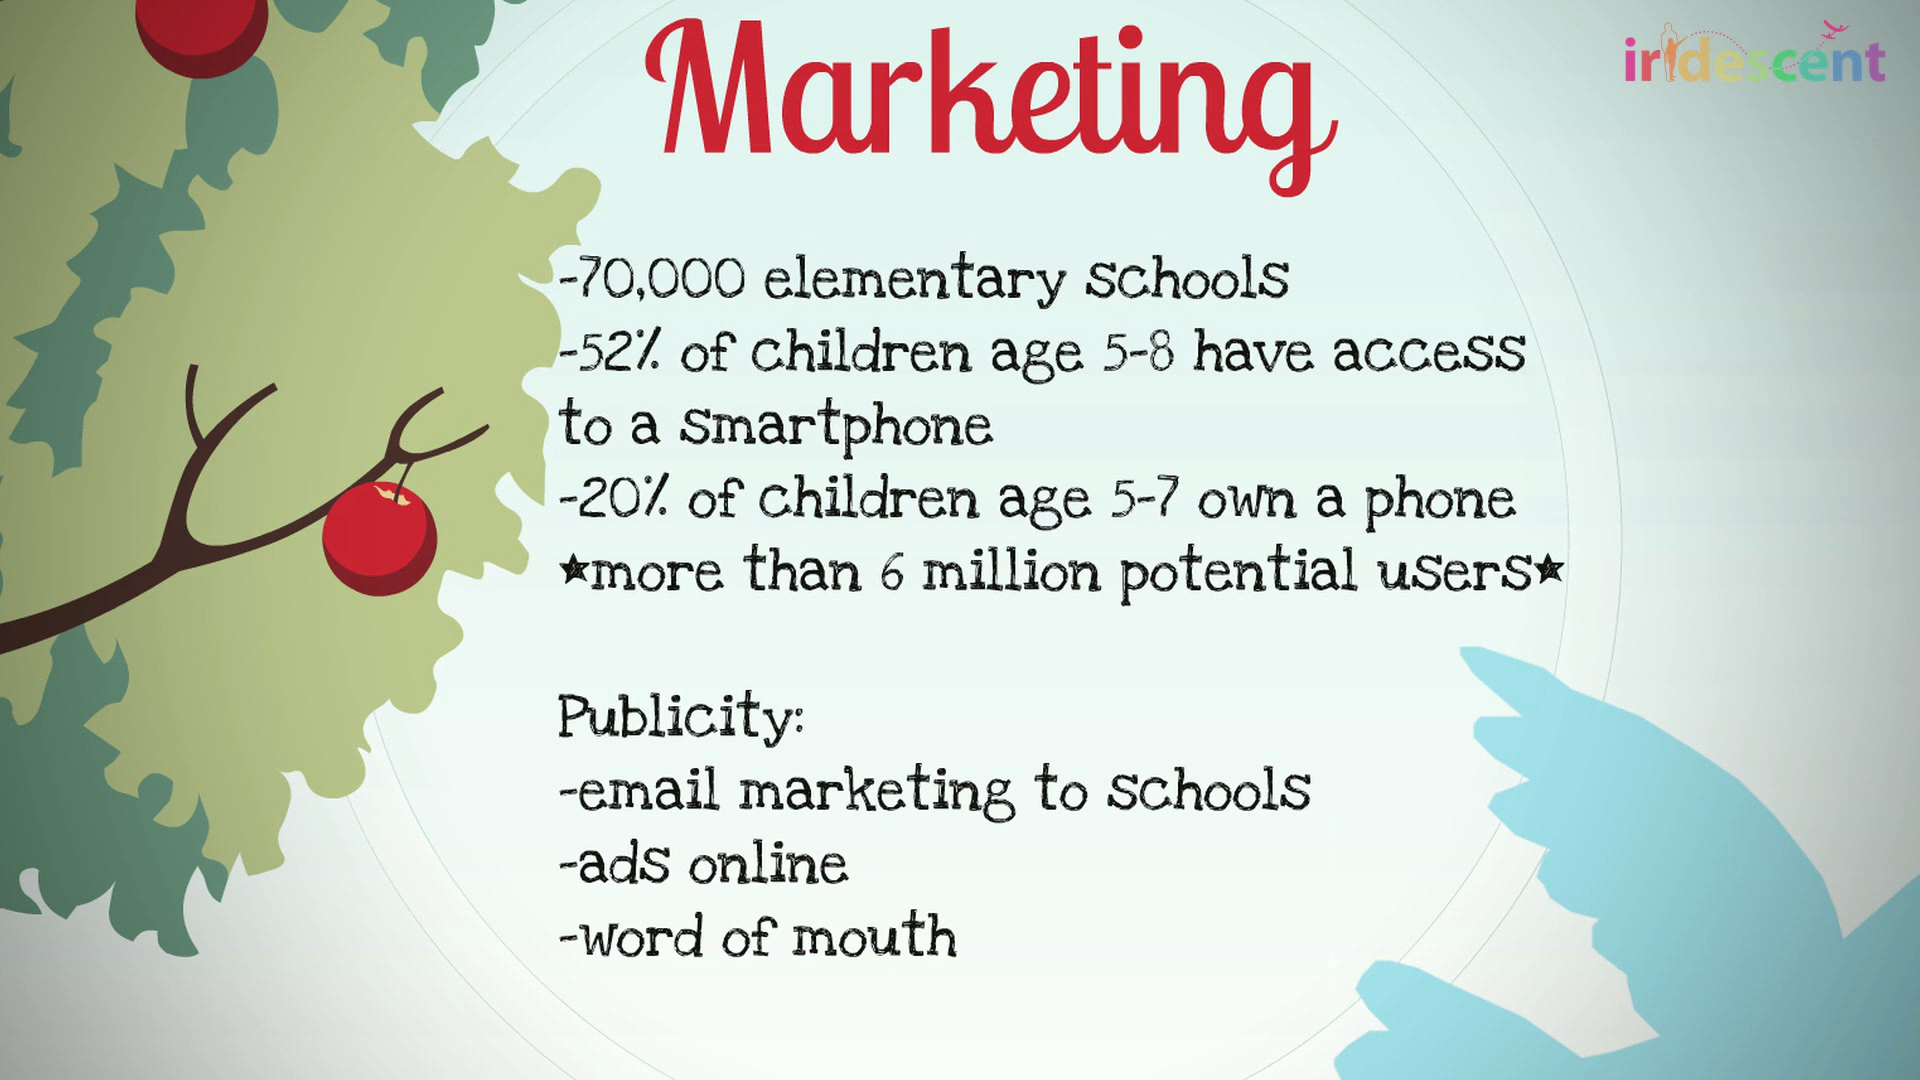 Marketing
iridescent
-70,000 elementary schools
-52% of children age 5-8 have access
to a smartphone
-20% of children age 5-7 own a phone
★more than 6 million potential users★
Publicity:
-email marketing to schools
-ads online
-word of mouth